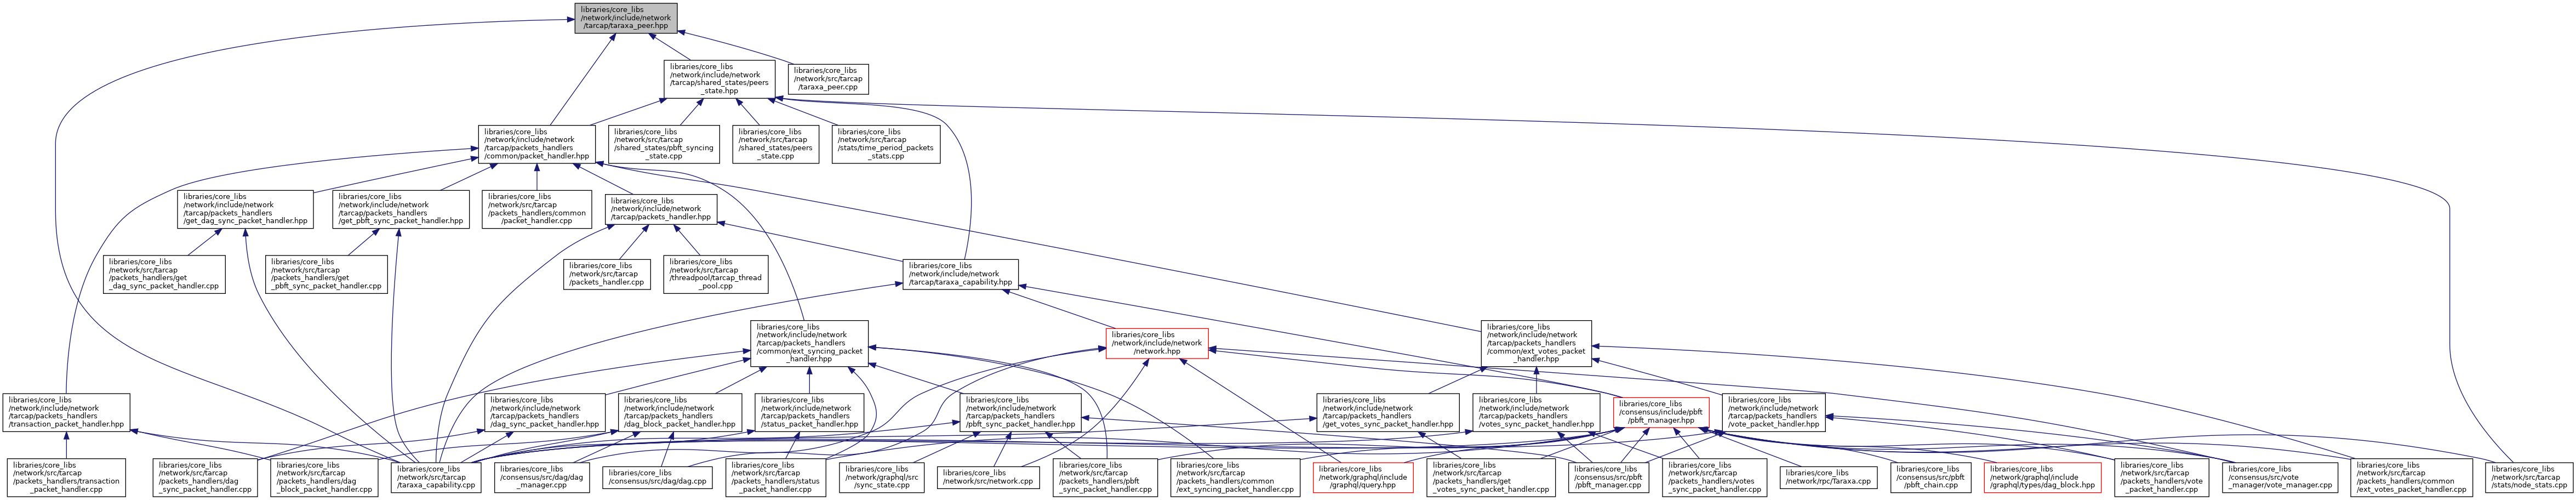 libraries/core_libs
/network/include/network
/tarcap/taraxa_peer.hpp
libraries/core_libs
/network/include/network
/tarcap/shared_states/peers
_state.hpp
libraries/core_libs
/network/src/tarcap
/taraxa_peer.cpp
libraries/core_libs
/network/include/network
/tarcap/packets_handlers
/common/packet_handler.hpp
libraries/core_libs
/network/src/tarcap
/shared_states/pbft_syncing
_state.cpp
libraries/core_libs
/network/src/tarcap
/shared_states/peers
_state.cpp
libraries/core_libs
/network/src/tarcap
/stats/time_period_packets
_stats.cpp
libraries/core_libs
/network/include/network
/tarcap/packets_handlers
/get_dag_sync_packet_handler.hpp
libraries/core_libs
/network/include/network
/tarcap/packets_handlers
/get_pbft_sync_packet_handler.hpp
libraries/core_libs
/network/src/tarcap
/packets_handlers/common
/packet_handler.cpp
libraries/core_libs
/network/include/network
/tarcap/packets_handler.hpp
libraries/core_libs
/network/src/tarcap
/packets_handlers/get
_dag_sync_packet_handler.cpp
libraries/core_libs
/network/src/tarcap
/packets_handlers/get
_pbft_sync_packet_handler.cpp
libraries/core_libs
/network/src/tarcap
/packets_handler.cpp
libraries/core_libs
/network/src/tarcap
/threadpool/tarcap_thread
_pool.cpp
libraries/core_libs
/network/include/network
/tarcap/taraxa_capability.hpp
libraries/core_libs
/network/include/network
/tarcap/packets_handlers
/common/ext_syncing_packet
_handler.hpp
libraries/core_libs
/network/include/network
/network.hpp
libraries/core_libs
/network/include/network
/tarcap/packets_handlers
/common/ext_votes_packet
_handler.hpp
libraries/core_libs
/network/include/network
/tarcap/packets_handlers
/transaction_packet_handler.hpp
libraries/core_libs
/network/include/network
/tarcap/packets_handlers
/dag_sync_packet_handler.hpp
libraries/core_libs
/network/include/network
/tarcap/packets_handlers
/dag_block_packet_handler.hpp
libraries/core_libs
/network/include/network
/tarcap/packets_handlers
/status_packet_handler.hpp
libraries/core_libs
/network/include/network
/tarcap/packets_handlers
/pbft_sync_packet_handler.hpp
libraries/core_libs
/network/include/network
/tarcap/packets_handlers
/get_votes_sync_packet_handler.hpp
libraries/core_libs
/network/include/network
/tarcap/packets_handlers
/votes_sync_packet_handler.hpp
libraries/core_libs
/consensus/include/pbft
/pbft_manager.hpp
libraries/core_libs
/network/include/network
/tarcap/packets_handlers
/vote_packet_handler.hpp
libraries/core_libs
/network/src/tarcap
/packets_handlers/transaction
_packet_handler.cpp
libraries/core_libs
/network/src/tarcap
/packets_handlers/dag
_sync_packet_handler.cpp
libraries/core_libs
/network/src/tarcap
/packets_handlers/dag
_block_packet_handler.cpp
libraries/core_libs
/network/src/tarcap
/taraxa_capability.cpp
libraries/core_libs
/consensus/src/dag/dag
_manager.cpp
libraries/core_libs
/consensus/src/dag/dag.cpp
libraries/core_libs
/network/src/tarcap
/packets_handlers/status
_packet_handler.cpp
libraries/core_libs
/network/graphql/src
/sync_state.cpp
libraries/core_libs
/network/src/network.cpp
libraries/core_libs
/network/src/tarcap
/packets_handlers/pbft
_sync_packet_handler.cpp
libraries/core_libs
/network/src/tarcap
/packets_handlers/common
/ext_syncing_packet_handler.cpp
libraries/core_libs
/network/graphql/include
/graphql/query.hpp
libraries/core_libs
/network/src/tarcap
/packets_handlers/get
_votes_sync_packet_handler.cpp
libraries/core_libs
/consensus/src/pbft
/pbft_manager.cpp
libraries/core_libs
/network/src/tarcap
/packets_handlers/votes
_sync_packet_handler.cpp
libraries/core_libs
/network/rpc/Taraxa.cpp
libraries/core_libs
/consensus/src/pbft
/pbft_chain.cpp
libraries/core_libs
/network/graphql/include
/graphql/types/dag_block.hpp
libraries/core_libs
/network/src/tarcap
/packets_handlers/vote
_packet_handler.cpp
libraries/core_libs
/consensus/src/vote
_manager/vote_manager.cpp
libraries/core_libs
/network/src/tarcap
/packets_handlers/common
/ext_votes_packet_handler.cpp
libraries/core_libs
/network/src/tarcap
/stats/node_stats.cpp